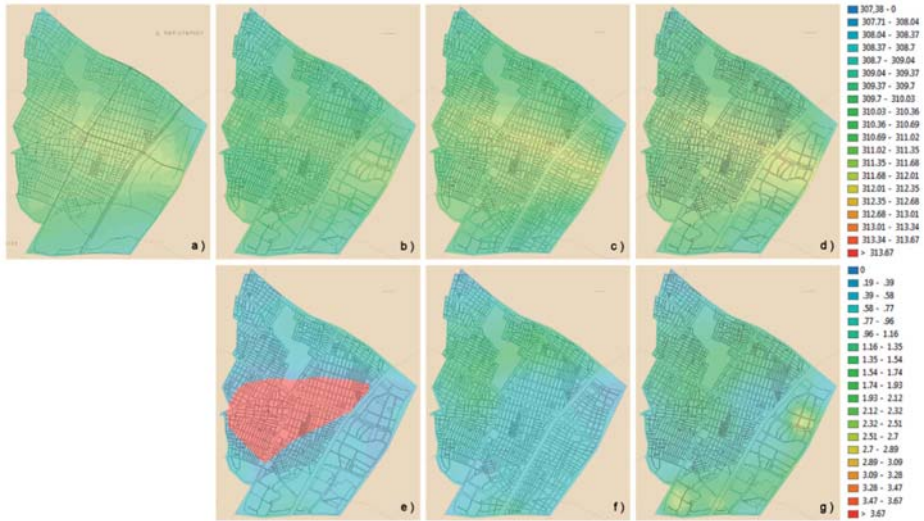 a )
b )
c )
d )
307.38 - 0
307.71 - 308.04
308.04 - 308.37
308.37 - 308.7
308.7 - 309.04
309.04 - 309.37
309.37 - 309.7
309.7 - 310.03
310.03 - 310.36
310.36 - 310.69
310.69 - 311.02
311.02 - 311.35
311.35 - 311.68
311.68 - 312.01
312.01 - 312.35
312.35 - 312.68
312.68 - 313.01
313.01 - 313.34
313.34 - 313.67
> 313.67
e )
f )
g )
0
.19 - .39
.39 - .58
.58 - .77
.77 - .96
.96 - 1.16
1.16 - 1.35
1.35 - 1.54
1.54 - 1.74
1.74 - 1.93
1.93 - 2.12
2.12 - 2.32
2.32 - 2.51
2.51 - 2.7
2.7 - 2.89
2.89 - 3.09
3.09 - 3.28
3.28 - 3.47
3.47 - 3.67
> 3.67